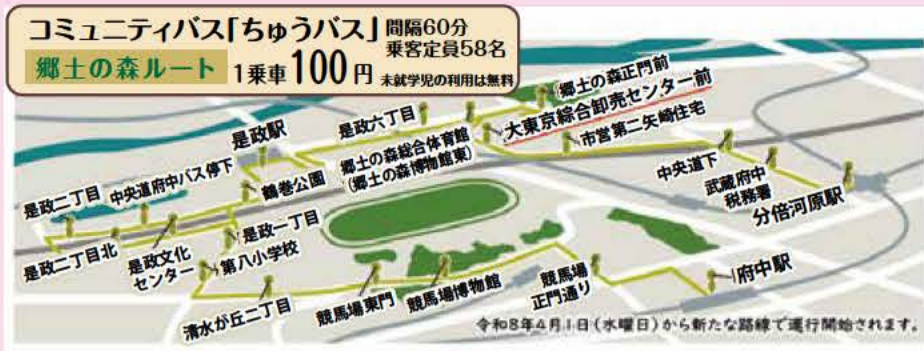 コミュニティバス「ちゅうバス」
間隔60分
乗客定員58名
郷土の森ルート
1乗車100円
未就学児の利用は無料
郷土の森正門前
大東京綜合卸売センター前
是政六丁目
是政駅
郷土の森総合体育館
(郷土の森博物館東)
市営第二矢崎住宅
中央道下
武蔵府中
税務署
分倍河原駅
是政二丁目
中央道府中バス停下
鶴巻公園
是政二丁目北
是政文化
センター
是政一丁目
第八小学校
清水が丘二丁目
競馬場東門
競馬場博物館
競馬場
正門通り
府中駅
令和8年4月1日(水曜日)から新たな路線で運行開始されます。